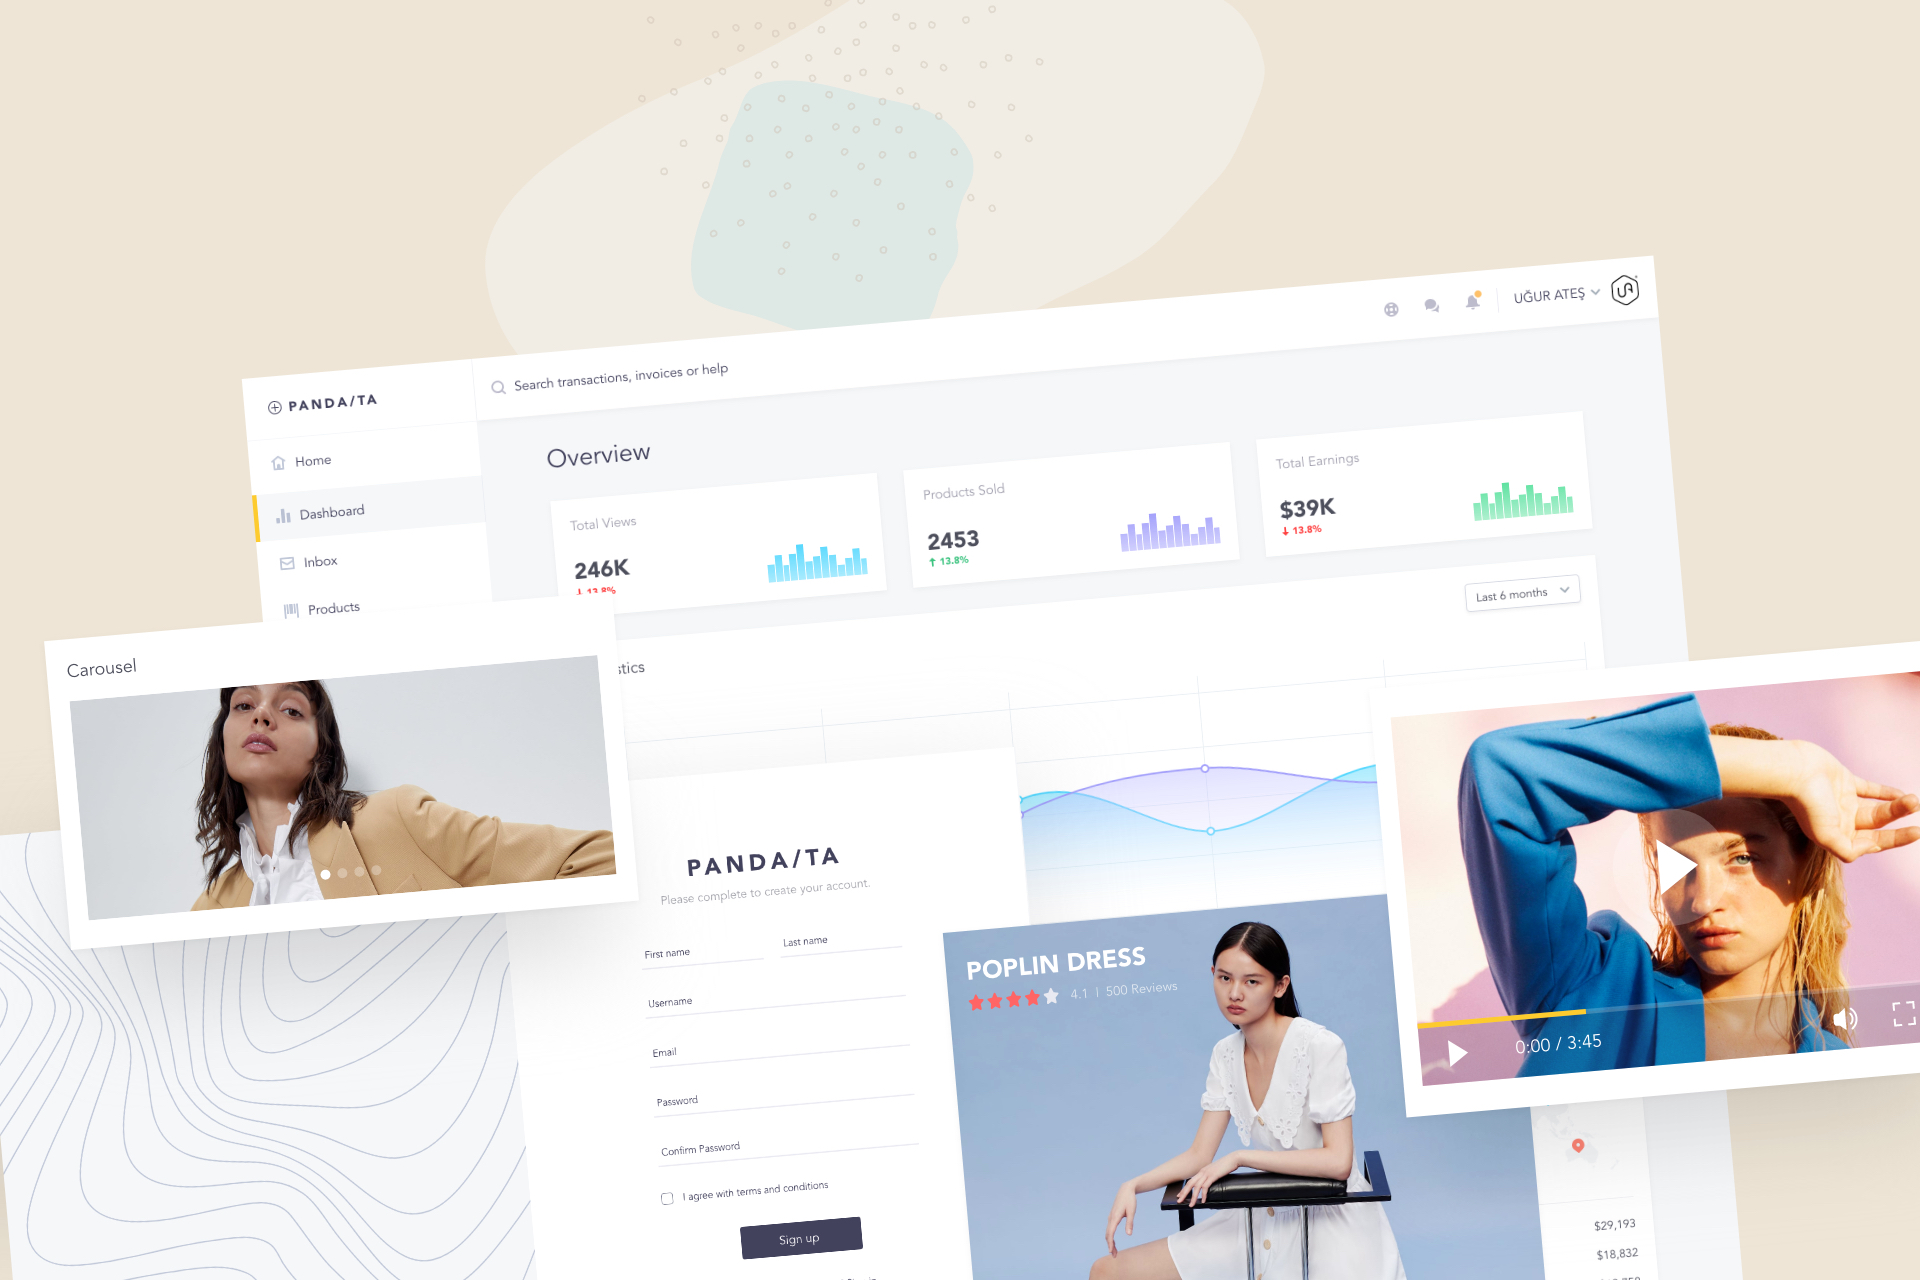 PANDA/TA
Search transactions, invoices or help
UĞUR ATEŞ
Home
Dashboard
Inbox
Products
Overview
Total Views
246K
13.8%
Products Sold
2453
13.8%
Total Earnings
$39K
13.8%
Last 6 months
Carousel
PANDA/TA
Please complete to create your account.
First name
Last name
Username
Email
Password
Confirm Password
I agree with terms and conditions
Sign up
POPLIN DRESS
4.1 | 500 Reviews
0:00 / 3:45
$29,193
$18,832